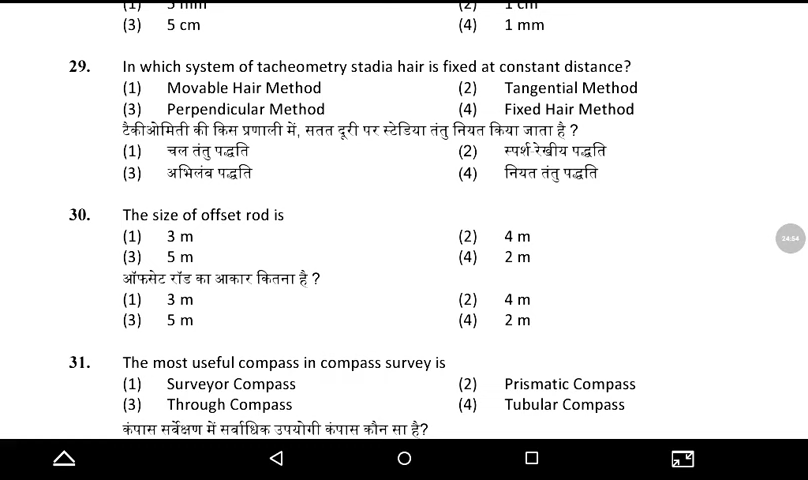 (3) 5 cm (4) 1 mm
29. In which system of tacheometry stadia hair is fixed at constant distance?
(1) Movable Hair Method (2) Tangential Method
(3) Perpendicular Method (4) Fixed Hair Method
टैकीओमिती की किस प्रणाली में, सतत दूरी पर स्टेडिया तंतु नियत किया जाता है ?
(1) चल तंतु पद्धति (2) स्पर्श रेखीय पद्धति
(3) अभिलंब पद्धति (4) नियत तंतु पद्धति
30. The size of offset rod is
(1) 3 m (2) 4 m
(3) 5 m (4) 2 m
ऑफसेट रॉड का आकार कितना है ?
(1) 3 m (2) 4 m
(3) 5 m (4) 2 m
31. The most useful compass in compass survey is
(1) Surveyor Compass (2) Prismatic Compass
(3) Through Compass (4) Tubular Compass
कंपास सर्वेक्षण में सर्वाधिक उपयोगी कंपास कौन सा है?
24:54